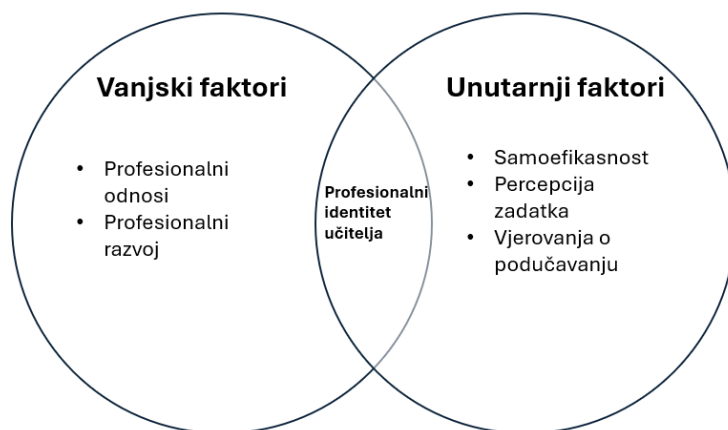 Vanjski faktori
• Profesionalni
odnosi
• Profesionalni
razvoj
Profesionalni
identitet
učitelja
Unutarnji faktori
• Samoefikasnost
• Percepcija
zadatka
• Vjerovanja o
podučavanju